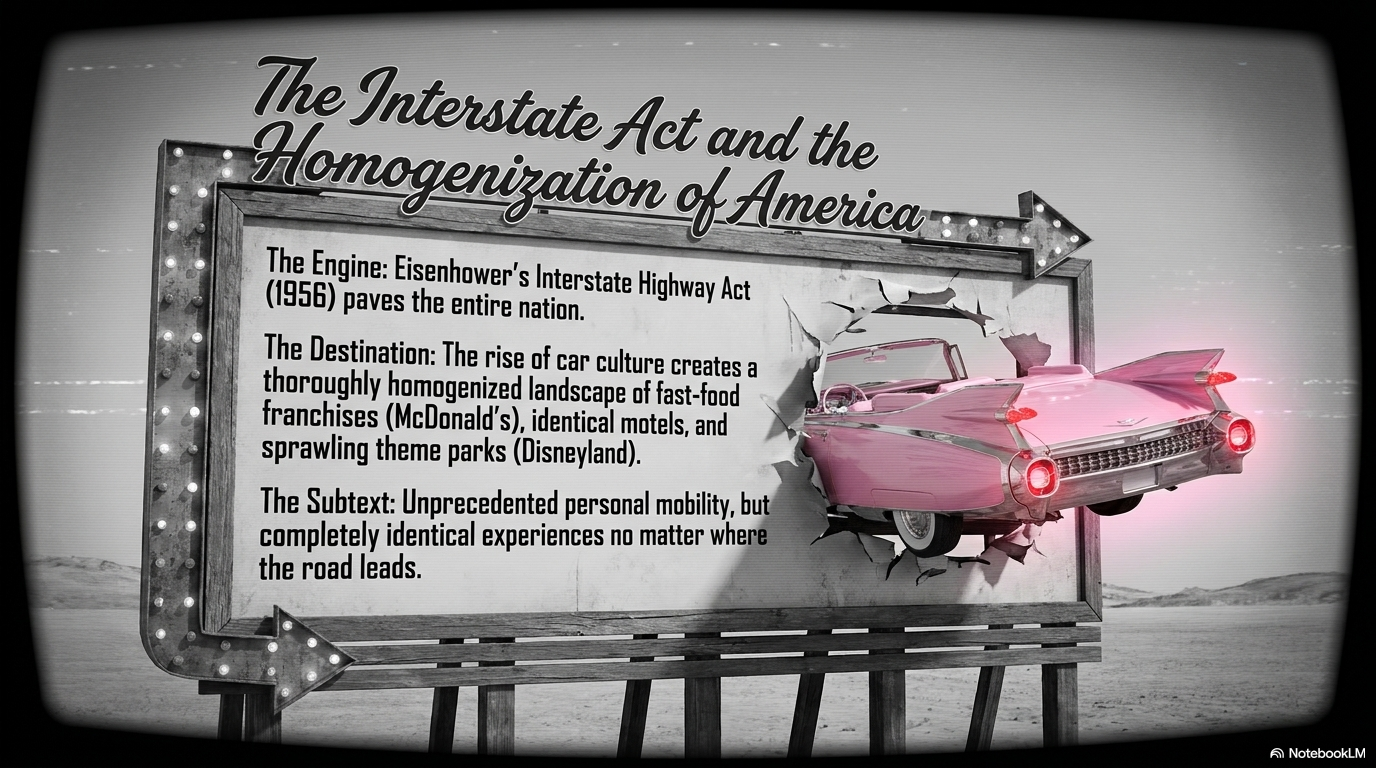 The Interstate Act and the
Homogenization of America
The Engine: Eisenhower's Interstate Highway Act
(1956) paves the entire nation.
The Destination: The rise of car culture creates a
thoroughly homogenized landscape of fast-food
franchises (McDonald's), identical motels, and
sprawling theme parks (Disneyland).
The Subtext: Unprecedented personal mobility, but
completely identical experiences no matter where
the road leads.
NotebookLM